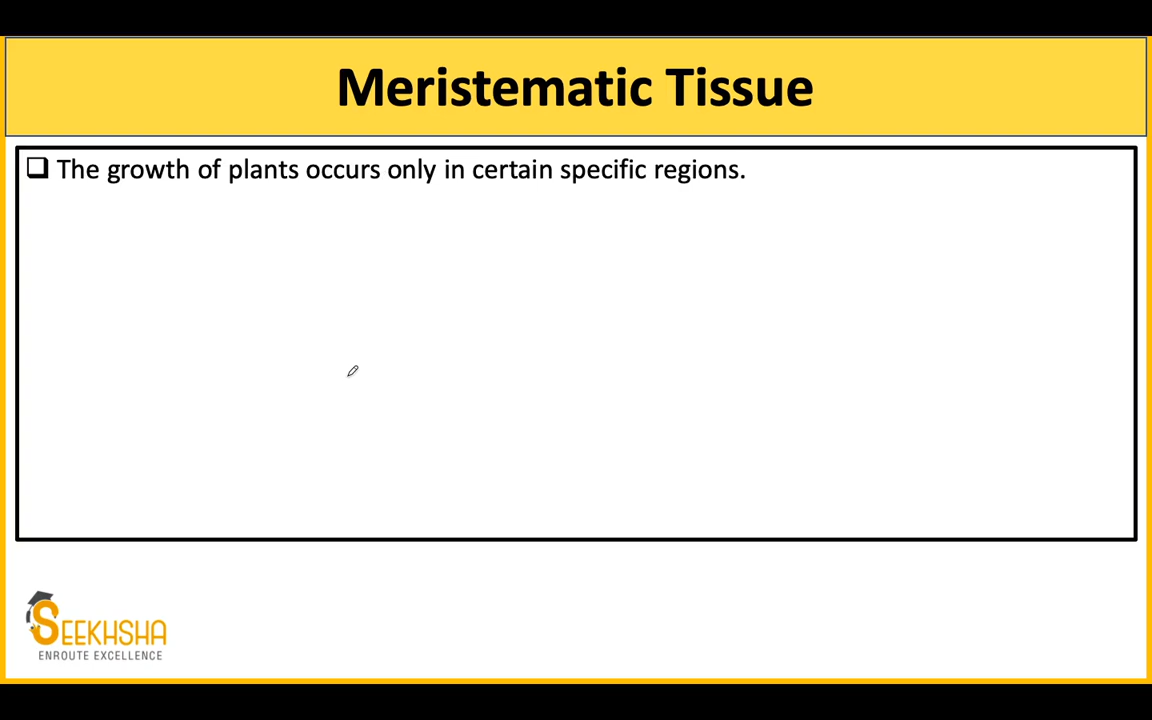 Meristematic Tissue
❑ The growth of plants occurs only in certain specific regions.
SEEKHSHA
ENROUTE EXCELLENCE